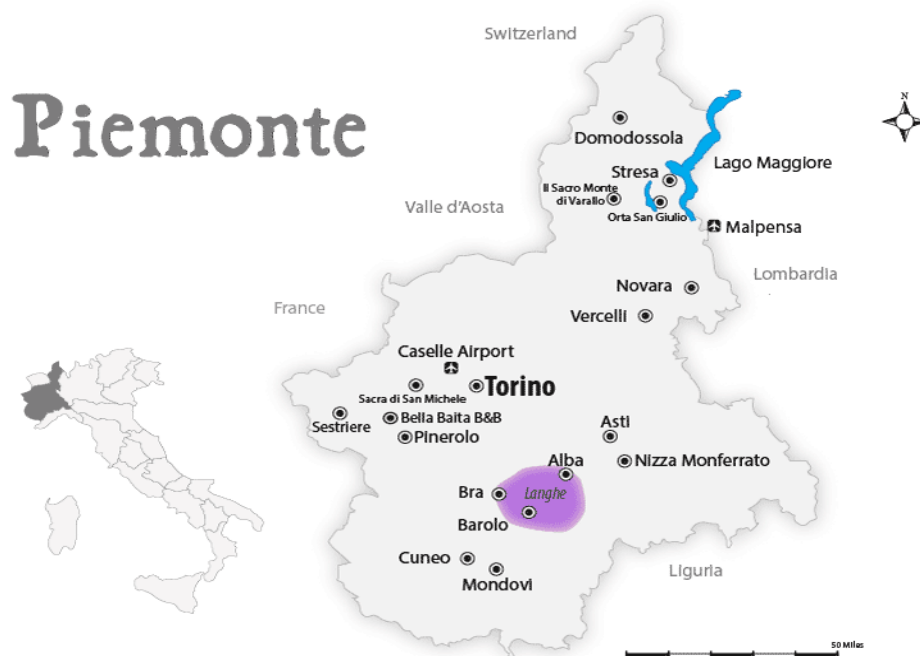 Piemonte
Switzerland
N
Domodossola
Lago Maggiore
Stresa
Il Sacro Monte
di Varallo
Orta San Giulio
Valle d'Aosta
Malpensa
Lombardia
Novara
France
Vercelli
Caselle Airport
Torino
Sacra di San Michele
Sestriere
Bella Baita B&B
Pinerolo
Asti
Alba
Nizza Monferrato
Bra
Langhe
Barolo
Cuneo
Mondovi
Liguria
50 Miles